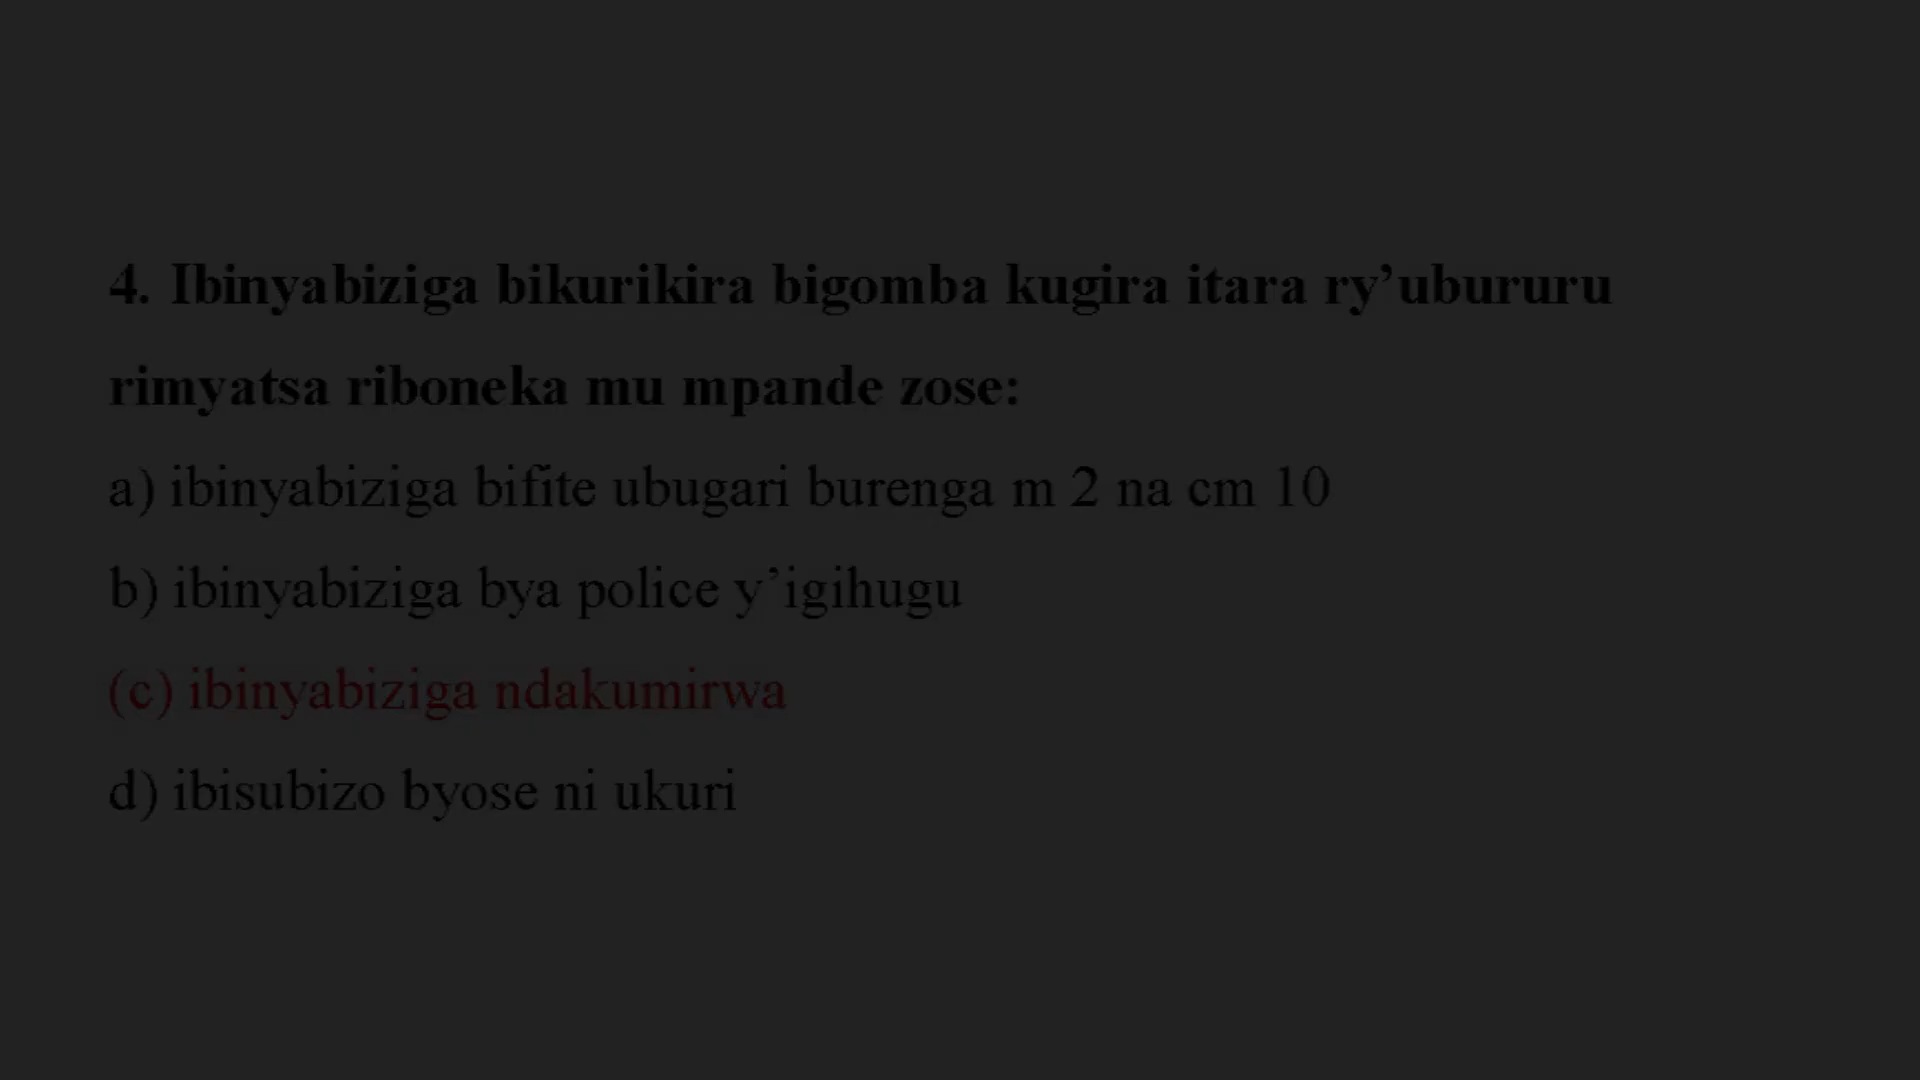 4. Ibinyabiziga bikurikira bigomba kugira itara ry’ubururu
rimyatsa riboneka mu mpande zose:
a) ibinyabiziga bifite ubugari burenga m 2 na cm 10
b) ibinyabiziga bya police y’igihugu
(c) ibinyabiziga ndakumirwa
d) ibisubizo byose ni ukuri